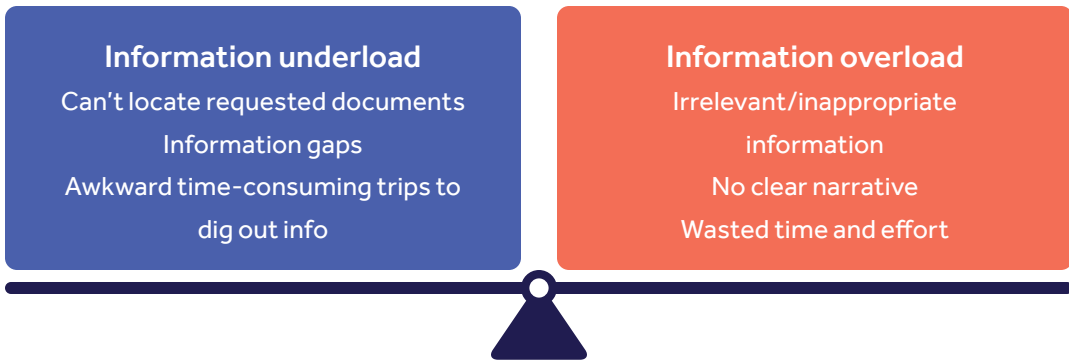 Information underload
Can't locate requested documents
Information gaps
Awkward time-consuming trips to
dig out info
Information overload
Irrelevant/inappropriate
information
No clear narrative
Wasted time and effort